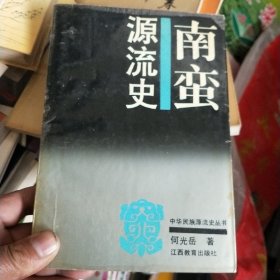 南蛮
源流史
中华民族源流史丛书
何光岳 著
江西教育出版社